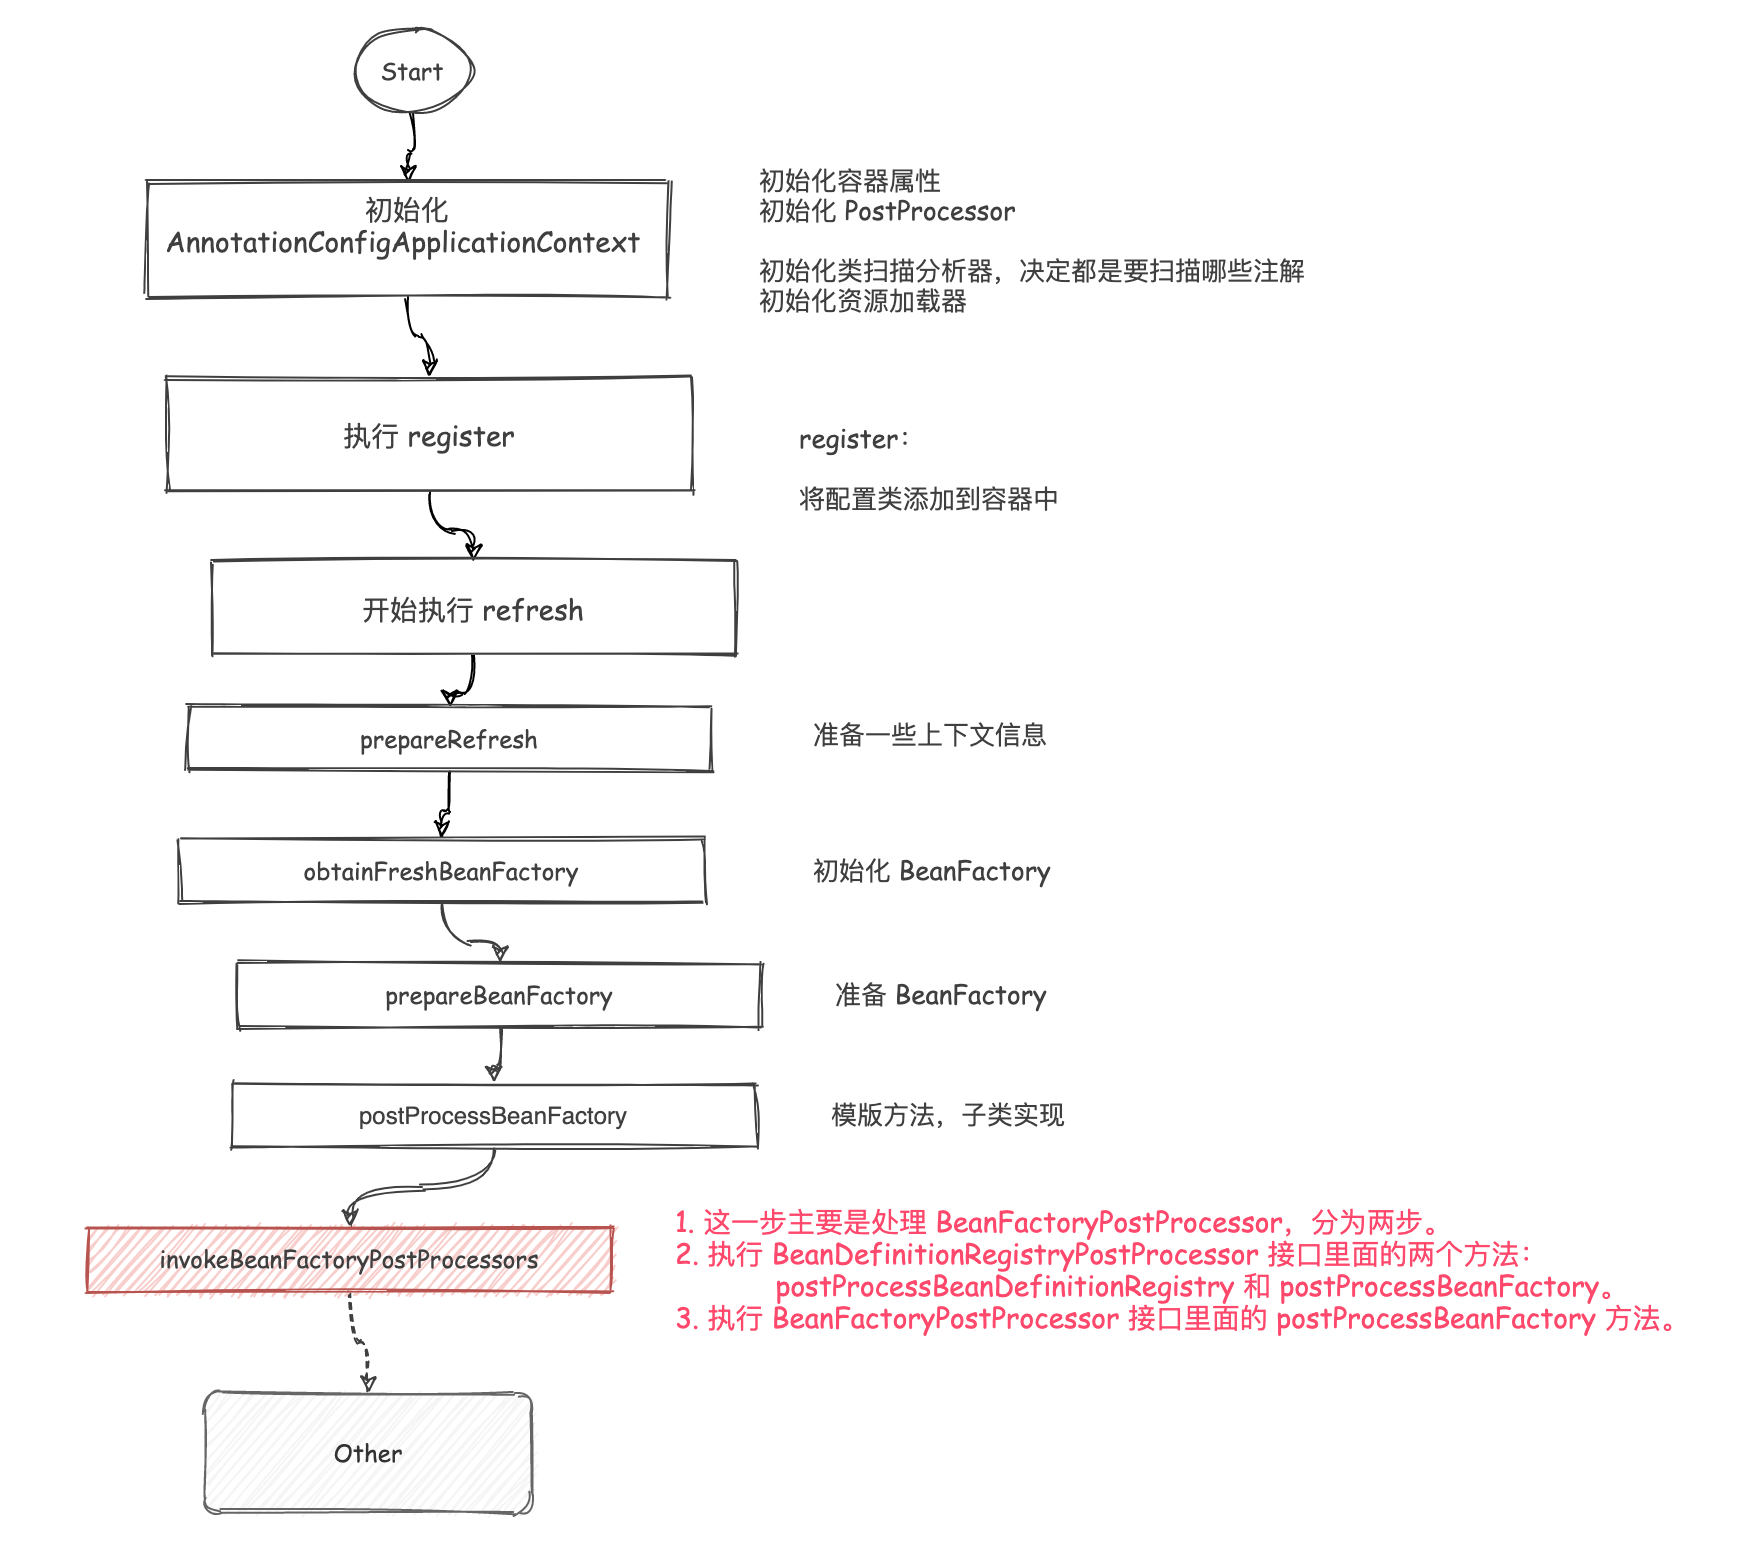 Start
初始化
AnnotationConfigApplicationContext
初始化容器属性
初始化 PostProcessor
初始化类扫描分析器，决定都是要扫描哪些注解
初始化资源加载器
执行 register
register：
将配置类添加到容器中
开始执行 refresh
prepareRefresh
准备一些上下文信息
obtainFreshBeanFactory
初始化 BeanFactory
prepareBeanFactory
准备 BeanFactory
postProcessBeanFactory
模版方法，子类实现
invokeBeanFactoryPostProcessors
1. 这一步主要是处理 BeanFactoryPostProcessor，分为两步。
2. 执行 BeanDefinitionRegistryPostProcessor 接口里面的两个方法：
postProcessBeanDefinitionRegistry 和 postProcessBeanFactory。
3. 执行 BeanFactoryPostProcessor 接口里面的 postProcessBeanFactory 方法。
Other